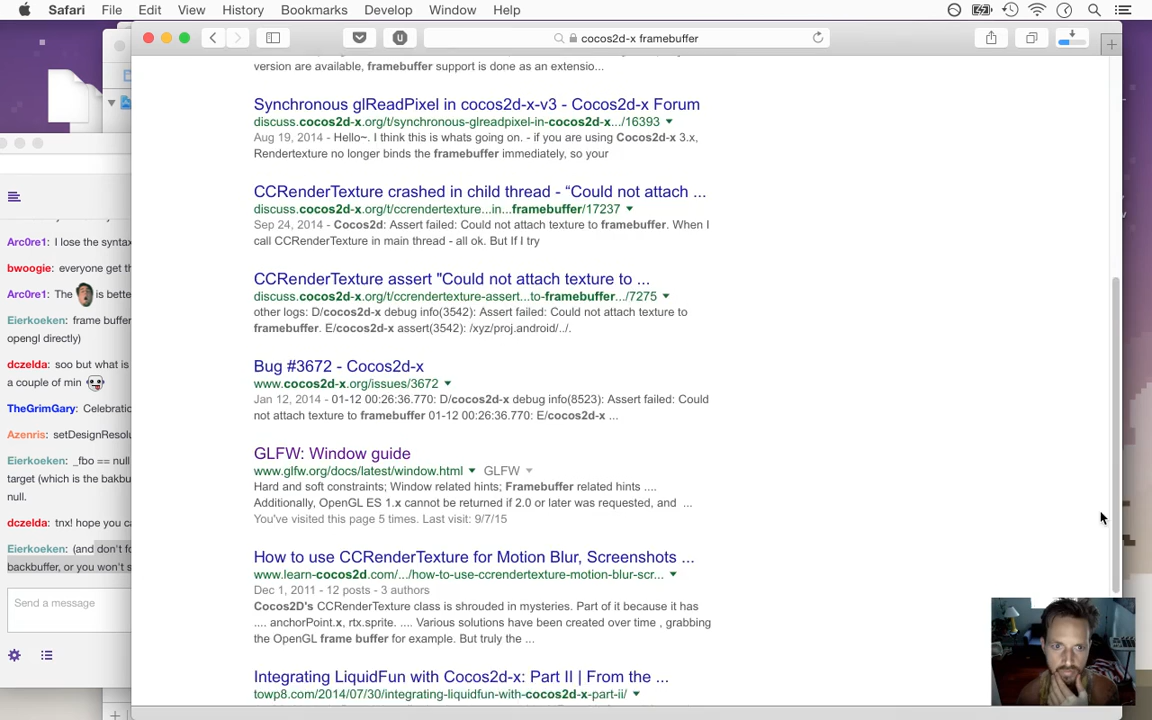 Safari File Edit View History Bookmarks Develop Window Help
cocos2d-x framebuffer
version are available, framebuffer support is done as an extensio...
Synchronous glReadPixel in cocos2d-x-v3 - Cocos2d-x Forum
discuss.cocos2d-x.org/t/synchronous-glreadpixel-in-cocos2d-x.../16393
Aug 19, 2014 - Hello~. I think this is whats going on. - if you are using Cocos2d-x 3.x,
Rendertexture no longer binds the framebuffer immediately, so your
CCRenderTexture crashed in child thread - “Could not attach ...
discuss.cocos2d-x.org/t/ccrendertexture...in...framebuffer/17237
Sep 24, 2014 - Cocos2d: Assert failed: Could not attach texture to framebuffer. When I
call CCRenderTexture in main thread - all ok. But If I try
CCRenderTexture assert "Could not attach texture to ...
discuss.cocos2d-x.org/t/ccrendertexture-assert...to-framebuffer.../7275
other logs: D/cocos2d-x debug info(3542): Assert failed: Could not attach texture to
framebuffer. E/cocos2d-x assert(3542): /xyz/proj.android/../.
Bug #3672 - Cocos2d-x
www.cocos2d-x.org/issues/3672
Jan 12, 2014 - 01-12 00:26:36.770: D/cocos2d-x debug info(8523): Assert failed: Could
not attach texture to framebuffer 01-12 00:26:36.770: E/cocos2d-x ...
GLFW: Window guide
www.glfw.org/docs/latest/window.html GLFW
Hard and soft constraints; Window related hints; Framebuffer related hints ....
Additionally, OpenGL ES 1.x cannot be returned if 2.0 or later was requested, and ...
You've visited this page 5 times. Last visit: 9/7/15
How to use CCRenderTexture for Motion Blur, Screenshots ...
www.learn-cocos2d.com/.../how-to-use-ccrendertexture-motion-blur-scr...
Dec 1, 2011 - 12 posts - 3 authors
Cocos2D's CCRenderTexture class is shrouded in mysteries. Part of it because it has
.... anchorPoint.x, rtx.sprite. .... Various solutions have been created over time , grabbing
the OpenGL frame buffer for example. But truly the ...
Integrating LiquidFun with Cocos2d-x: Part II | From the ...
towp8.com/2014/07/30/integrating-liquidfun-with-cocos2d-x-part-ii/
Arc0re1: I lose the synta
bwoogie: everyone get th
Arc0re1: The is bette
Eierkoeken: frame buffer
opengl directly)
dczelda: soo but what is
a couple of min
TheGrimGary: Celebratio
Azenris: setDesignResolu
Eierkoeken: _fbo == null
target (which is the bakbu
null.
dczelda: tnx! hope you ca
Eierkoeken: (and don't fo
backbuffer, or you won't s
Send a message